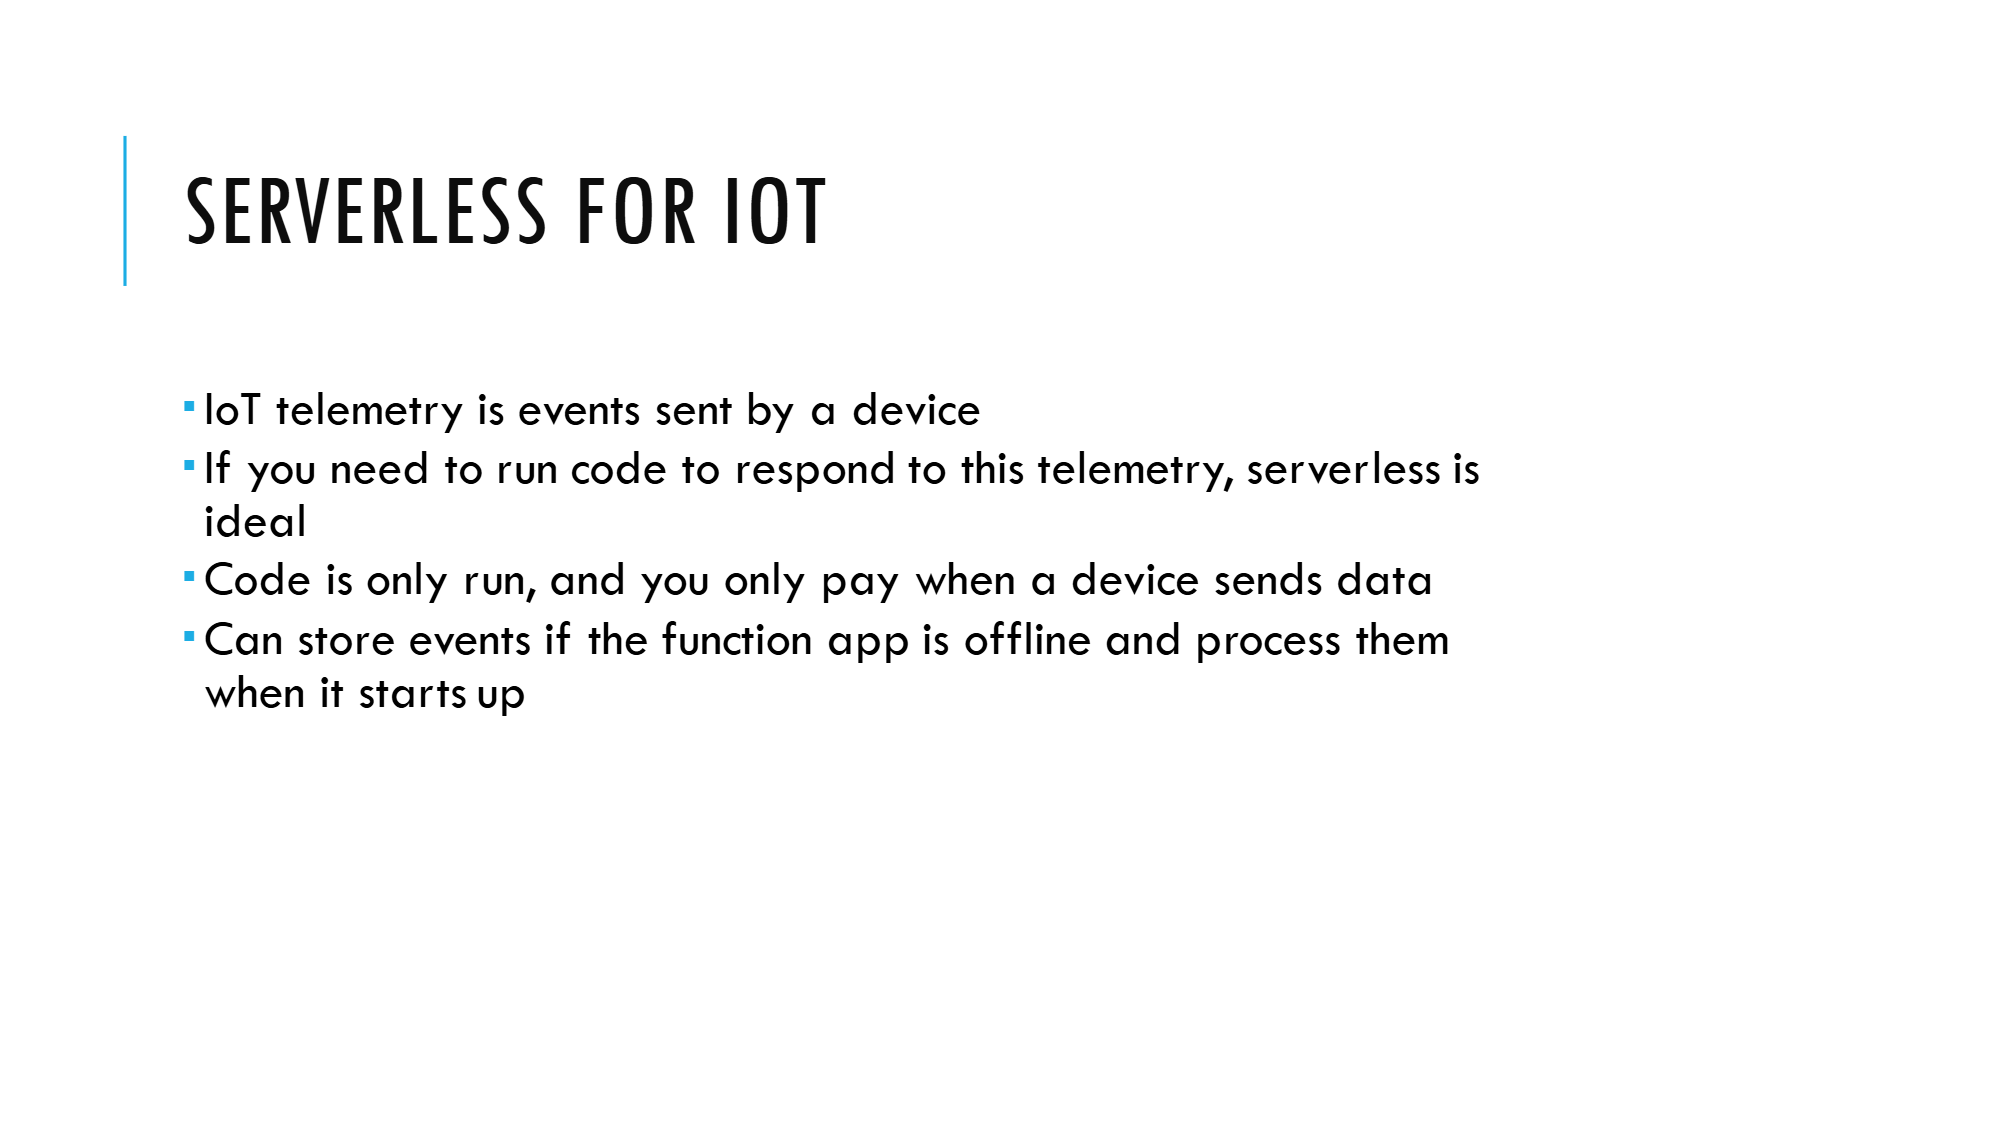 SERVERLESS FOR IOT
▪ IoT telemetry is events sent by a device
▪ If you need to run code to respond to this telemetry, serverless is
ideal
▪ Code is only run, and you only pay when a device sends data
▪ Can store events if the function app is offline and process them
when it starts up